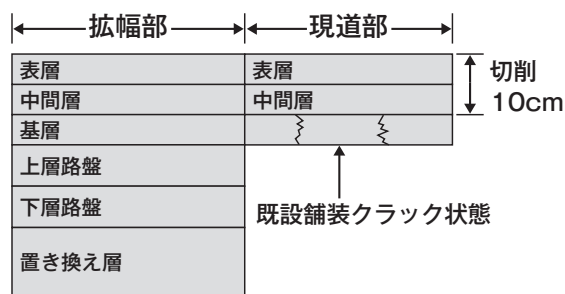 拡幅部 現道部
表層 表層 切削
中間層 中間層 10cm
基層
上層路盤
下層路盤 既設舗装クラック状態
置き換え層